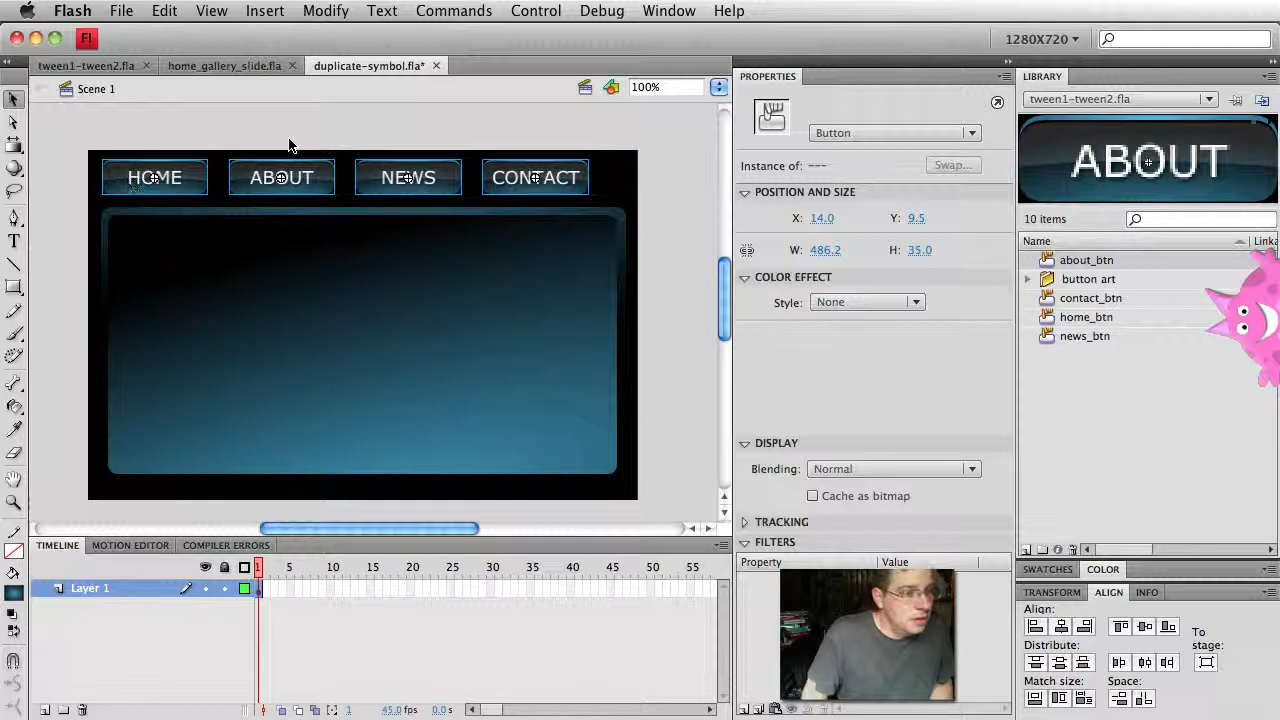 Flash File Edit View Insert Modify Text Commands Control Debug Window Help
Fl 1280X720
tween1-tween2.fla home_gallery_slide.fla duplicate-symbol.fla*
Scene 1 100%
HOME ABOUT NEWS CONTACT
PROPERTIES
Button
Instance of: --- Swap...
POSITION AND SIZE
X: 14.0 Y: 9.5
W: 486.2 H: 35.0
COLOR EFFECT
Style: None
DISPLAY
Blending: Normal
Cache as bitmap
TRACKING
FILTERS
Property Value
LIBRARY
tween1-tween2.fla
ABOUT
10 items
Name Linka
about_btn
button art
contact_btn
home_btn
news_btn
SWATCHES COLOR
TRANSFORM ALIGN INFO
Align:
To stage:
Distribute:
Match size: Space:
TIMELINE MOTION EDITOR COMPILER ERRORS
1 5 10 15 20 25 30 35 40 45 50 55
Layer 1
1 45.0 fps 0.0 s